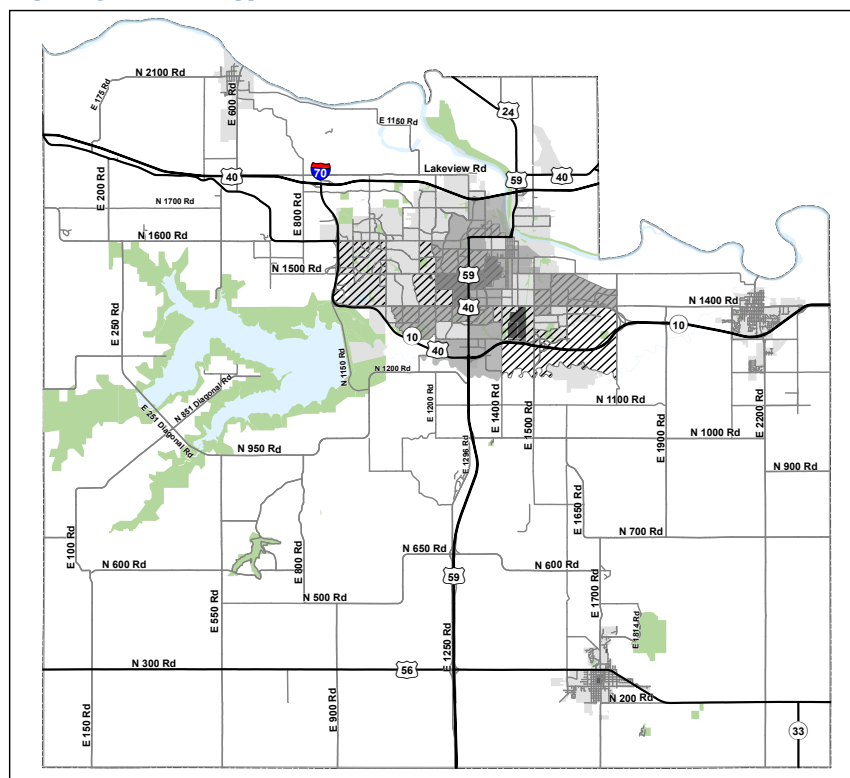 N 2100 Rd
E 175 Rd
E 600 Rd
24
E 1150 Rd
Lakeview Rd
40
70
59
40
E 200 Rd
N 1700 Rd
E 800 Rd
N 1600 Rd
N 1500 Rd
59
40
E 250 Rd
N 1400 Rd
10
10
40
N 1150 Rd
N 1200 Rd
N 851 Diagonal Rd
E 251 Diagonal Rd
E 1200 Rd
E 1400 Rd
E 1500 Rd
N 1100 Rd
E 1900 Rd
E 2200 Rd
N 1000 Rd
N 950 Rd
E 1296 Rd
N 900 Rd
E 1650 Rd
N 700 Rd
E 100 Rd
N 600 Rd
E 800 Rd
N 650 Rd
N 600 Rd
59
E 550 Rd
N 500 Rd
E 1700 Rd
E 1814 Rd
E 1250 Rd
N 300 Rd
56
N 200 Rd
E 150 Rd
E 900 Rd
33